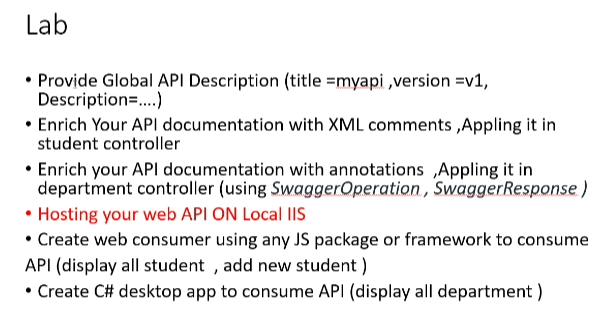 Lab
• Provide Global API Description (title =myapi ,version =v1,
Description=....)
• Enrich Your API documentation with XML comments ,Appling it in
student controller
• Enrich your API documentation with annotations ,Appling it in
department controller (using SwaggerOperation , SwaggerResponse )
• Hosting your web API ON Local IIS
• Create web consumer using any JS package or framework to consume
API (display all student , add new student )
• Create C# desktop app to consume API (display all department )